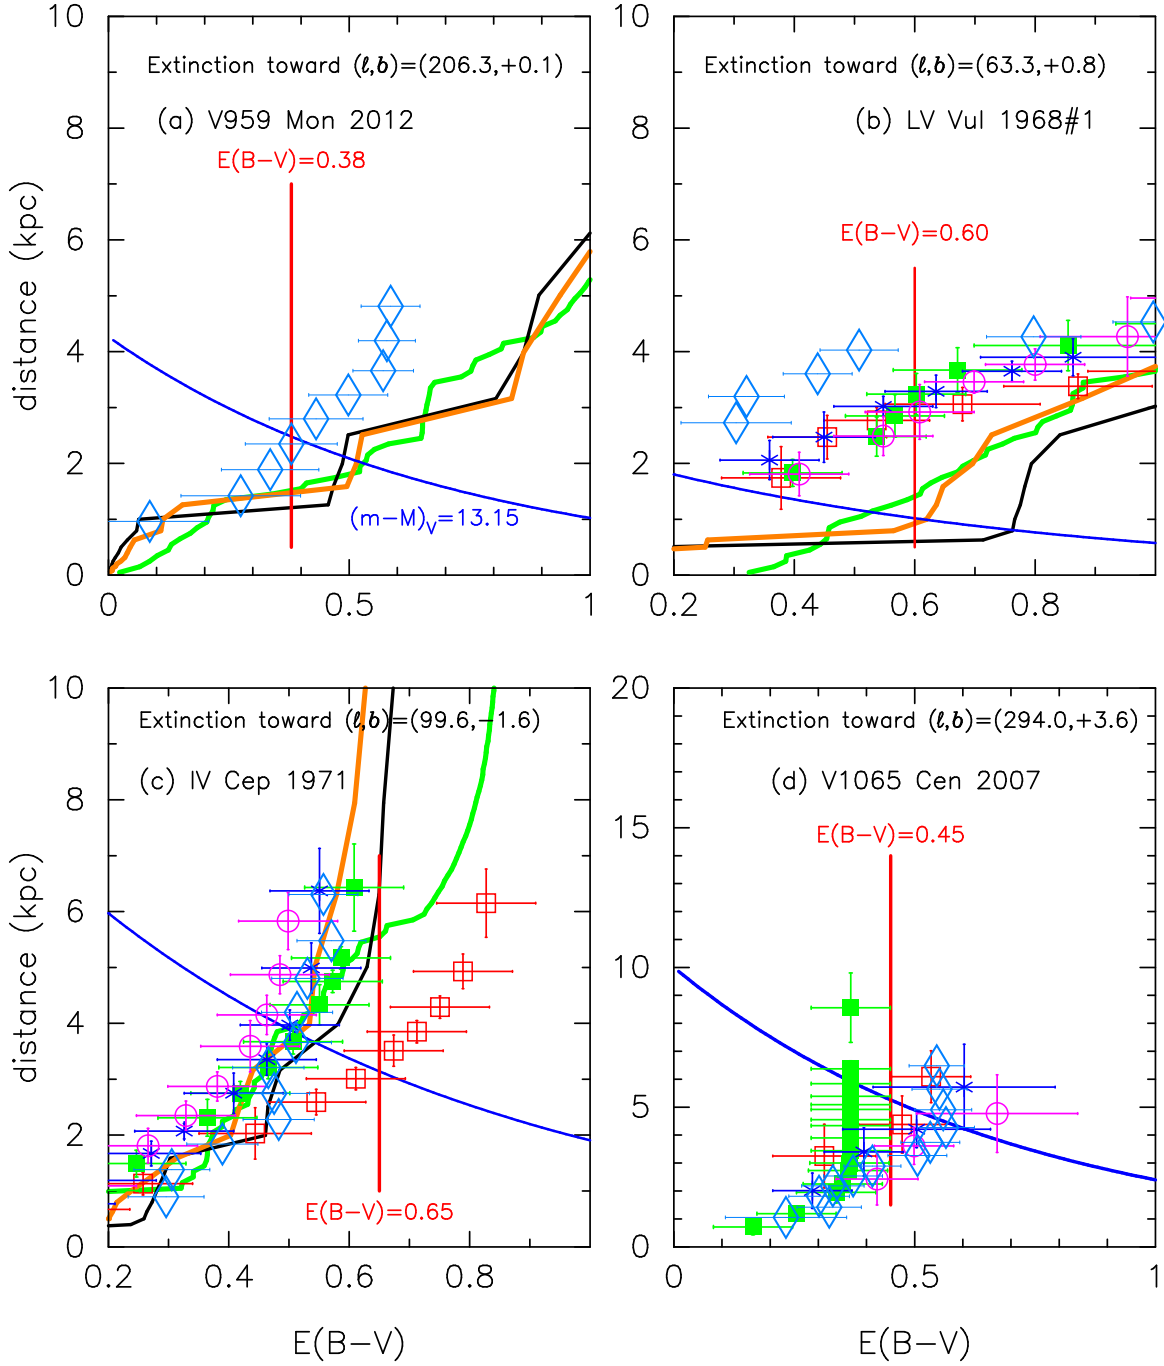 10
Extinction toward (ℓ,b)=(206.3,+0.1)
8
(a) V959 Mon 2012
E(B−V)=0.38
6
4
2
(m−M)V=13.15
0
0
0.5
1
distance (kpc)
10
Extinction toward (ℓ,b)=(63.3,+0.8)
8
(b) LV Vul 1968#1
6
E(B−V)=0.60
4
2
0
0.2
0.4
0.6
0.8
10
Extinction toward (ℓ,b)=(99.6,−1.6)
(c) IV Cep 1971
8
6
4
2
E(B−V)=0.65
0
0.2
0.4
0.6
0.8
distance (kpc)
E(B−V)
20
Extinction toward (ℓ,b)=(294.0,+3.6)
(d) V1065 Cen 2007
15
E(B−V)=0.45
10
5
0
0
0.5
1
E(B−V)